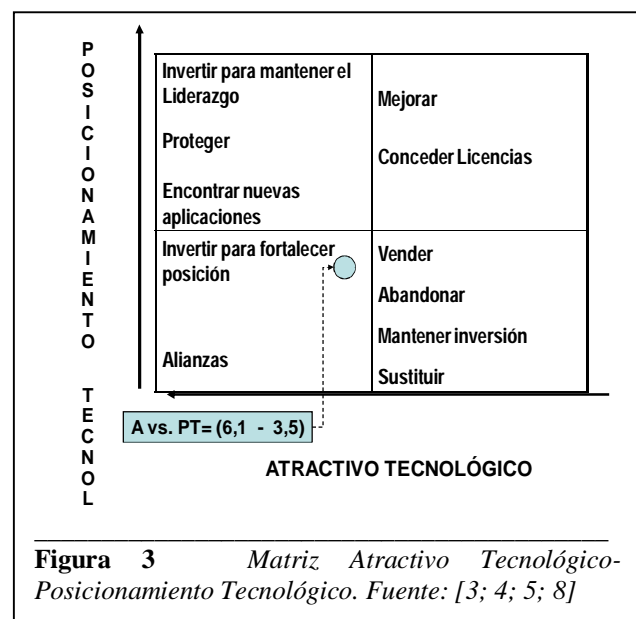 POSICIONAMIENTO TECNOL
Invertir para mantener el
Liderazgo
Proteger
Encontrar nuevas
aplicaciones
Mejorar
Conceder Licencias
Invertir para fortalecer
posición
Alianzas
Vender
Abandonar
Mantener inversión
Sustituir
A vs. PT= (6,1 - 3,5)
ATRACTIVO TECNOLÓGICO
Figura 3 Matriz Atractivo Tecnológico-
Posicionamiento Tecnológico. Fuente: [3; 4; 5; 8]